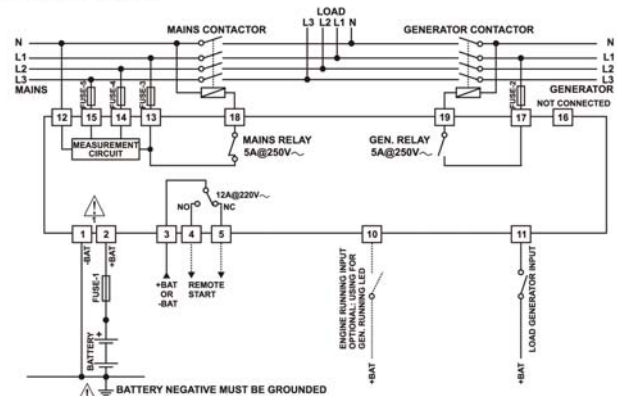 LOAD
L3 L2 L1 N
MAINS CONTACTOR
GENERATOR CONTACTOR
N
L1
L2
L3
MAINS
N
L1
L2
L3
GENERATOR
FUSE-5
FUSE-4
FUSE-3
FUSE-2
NOT CONNECTED
12 15 14 13 18 19 17 16
MEASUREMENT
CIRCUIT
MAINS RELAY
5A@250V~
GEN. RELAY
5A@250V~
12A@220V~
NO NC
1 2 3 4 5 10 11
-BAT
+BAT
FUSE-1
BATTERY
+
+BAT
OR
-BAT
REMOTE
START
ENGINE RUNNING INPUT
OPTIONAL: USING FOR
GEN. RUNNING LED
+BAT
LOAD GENERATOR INPUT
+BAT
BATTERY NEGATIVE MUST BE GROUNDED